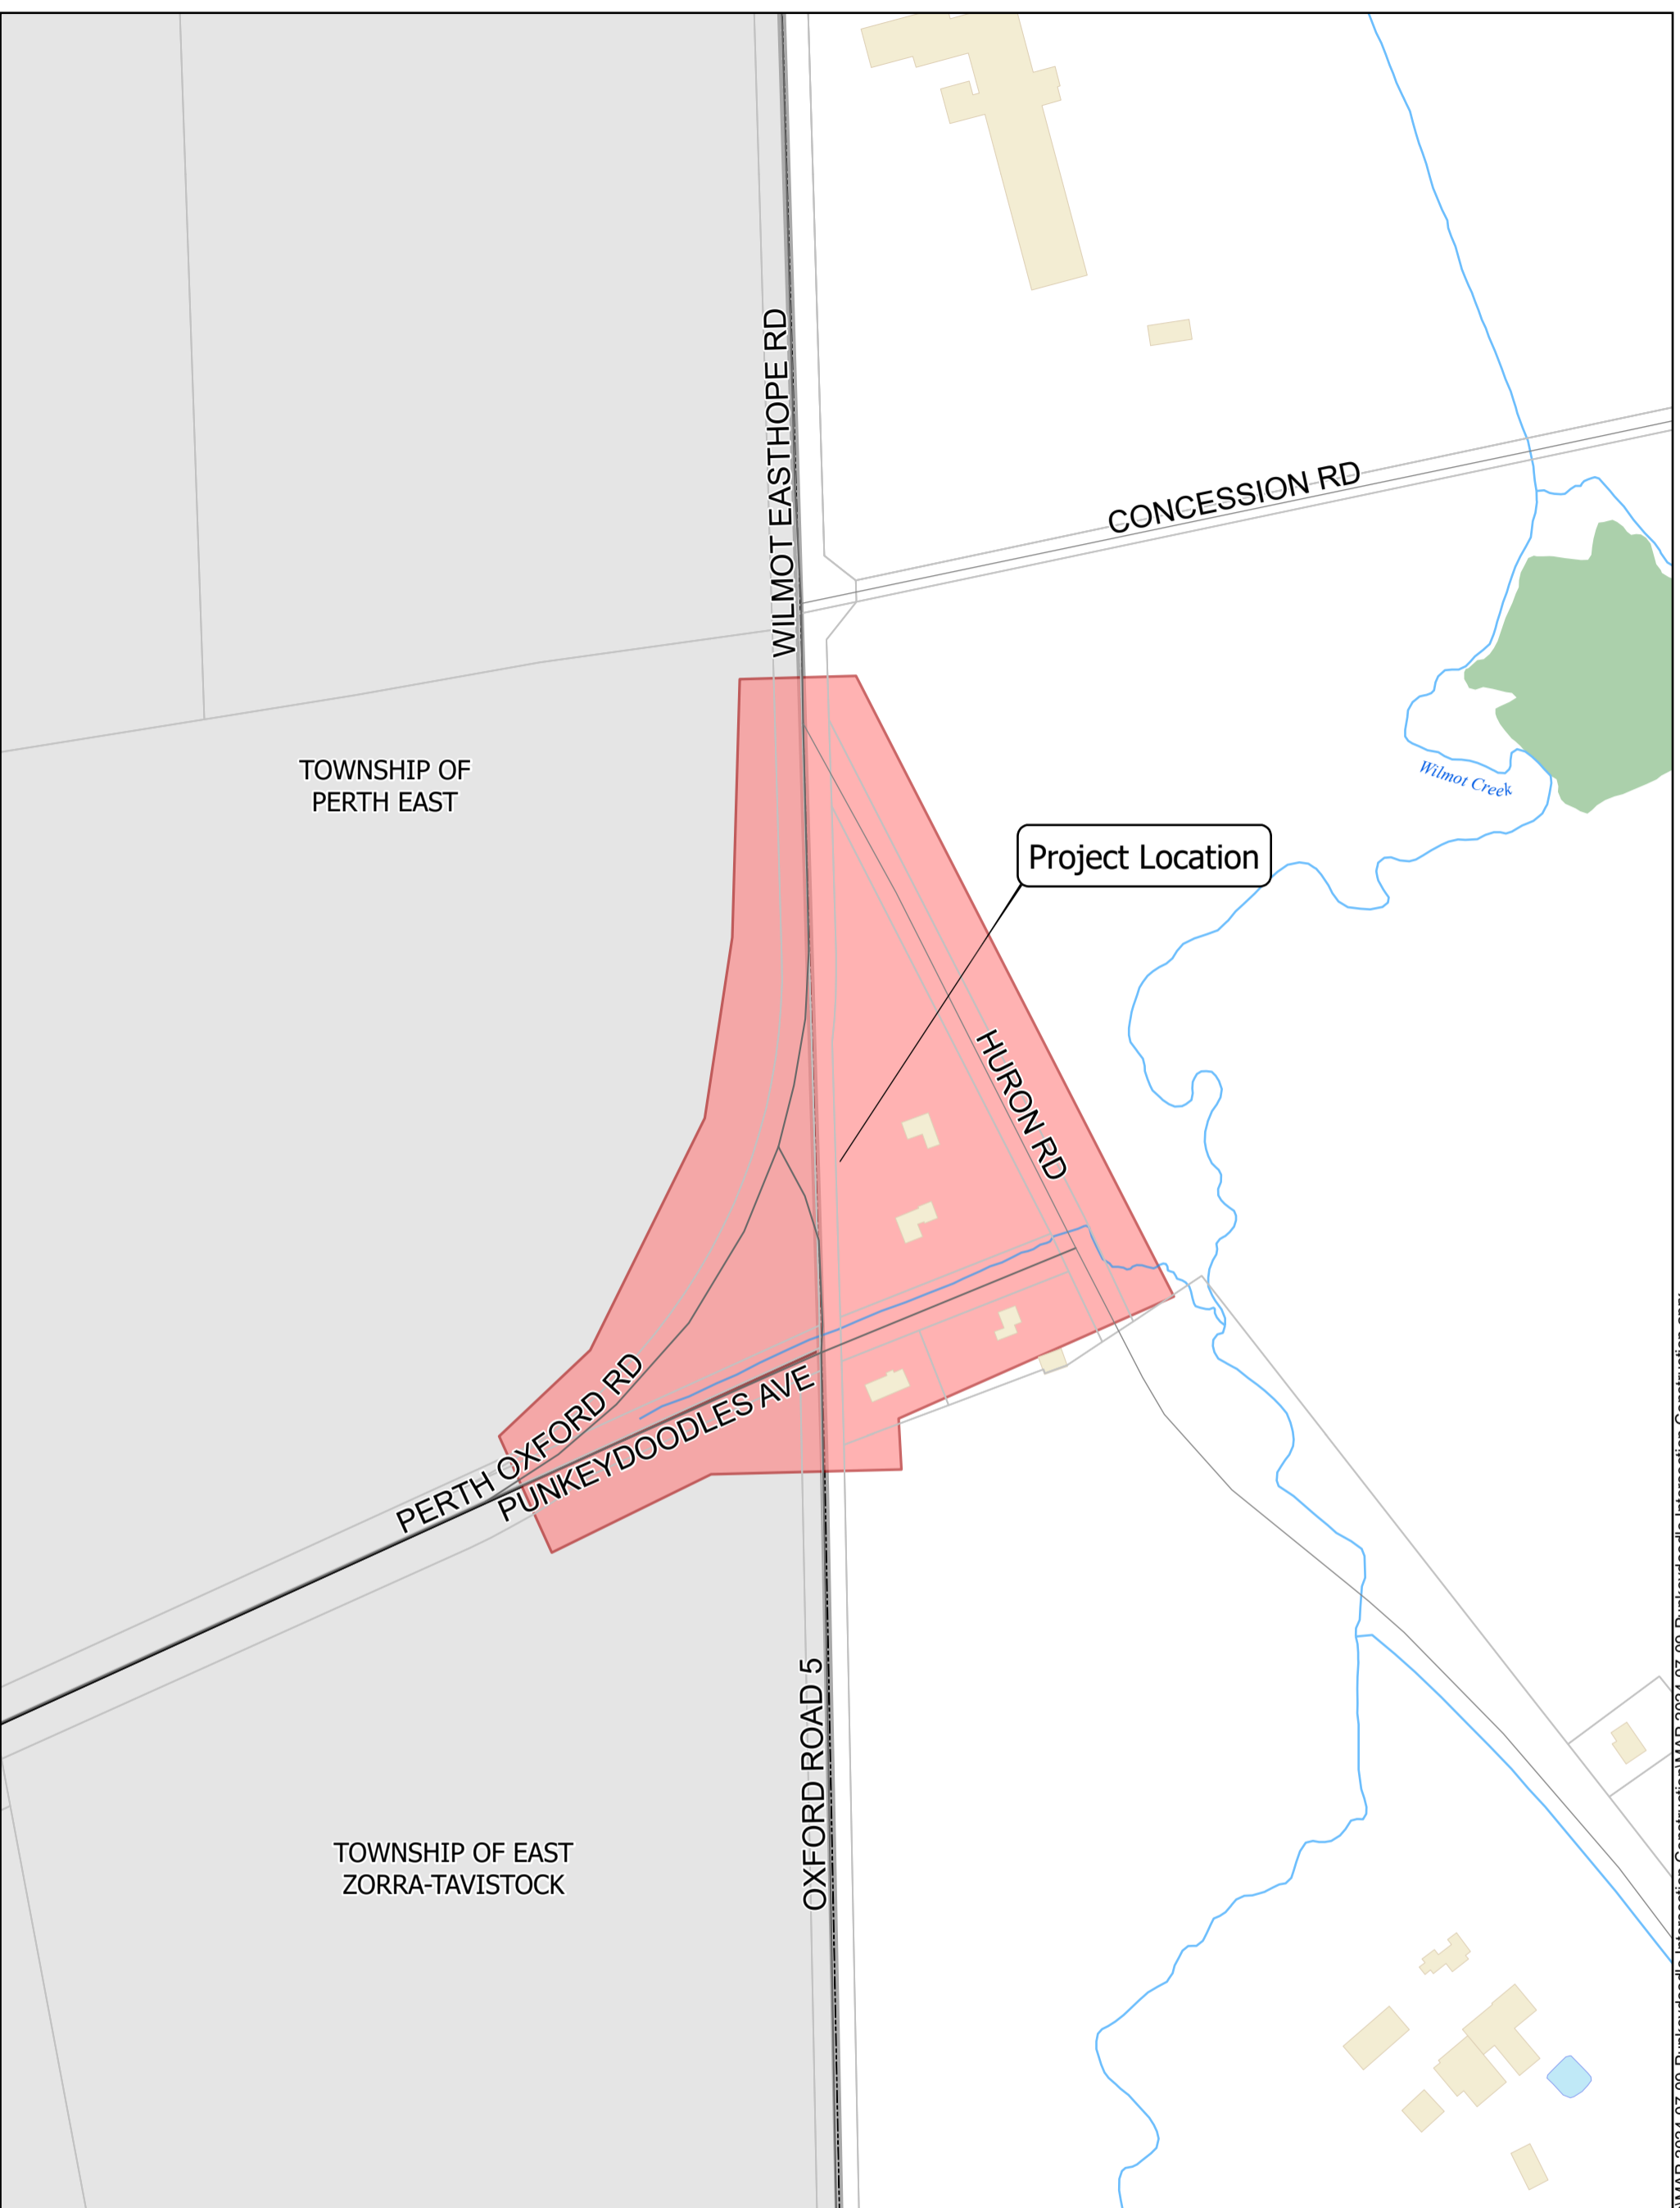 WILMOT EASTHOPE RD
CONCESSION RD
TOWNSHIP OF
PERTH EAST
Wilmot Creek
Project Location
HURON RD
PERTH OXFORD RD
PUNKEYDOODLES AVE
OXFORD ROAD 5
TOWNSHIP OF EAST
ZORRA-TAVISTOCK